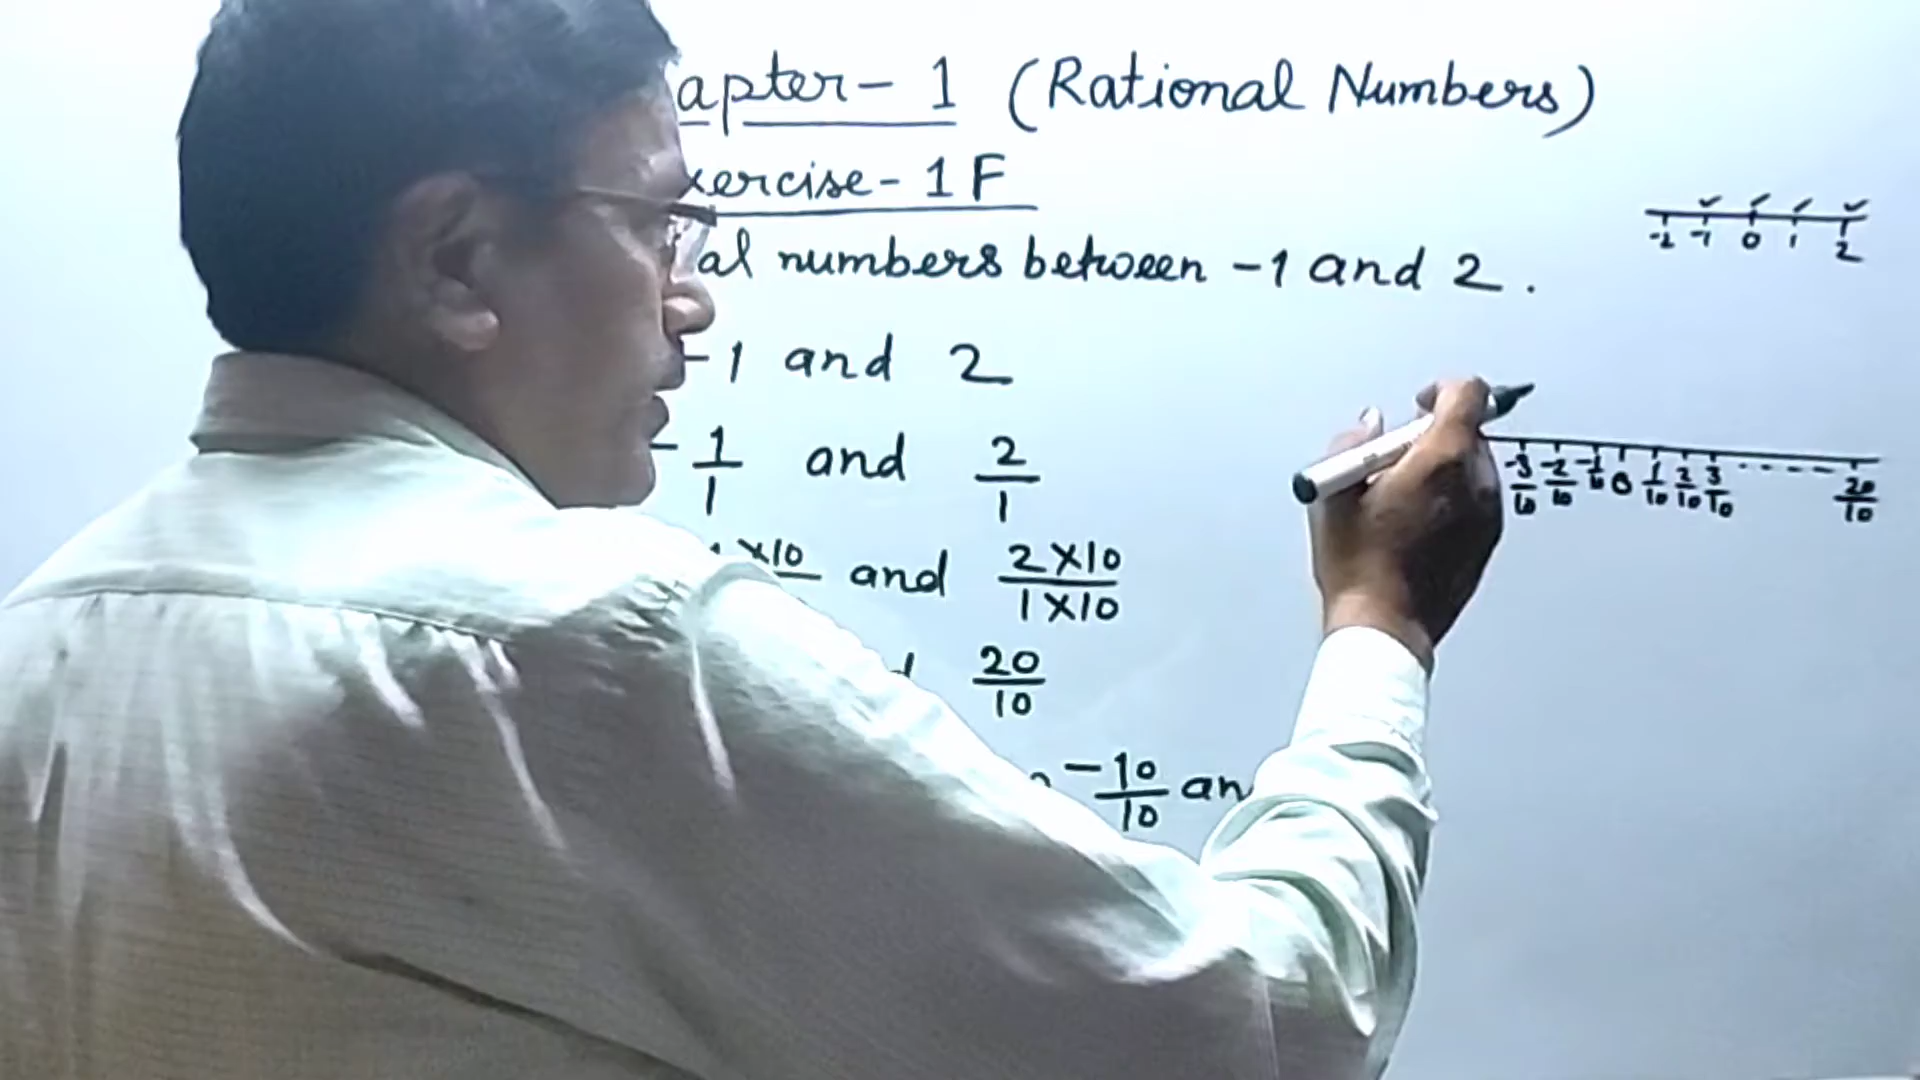 apter - 1 (Rational Numbers)
xercise - 1F
al numbers between -1 and 2.
-2 -1 0 1 2
-1 and 2
-1/1 and 2/1
1×10 and 2×10/1×10
20/10
-3/10 -2/10 -1/10 0 1/10 2/10 3/10 ...... 20/10
-10/10 an